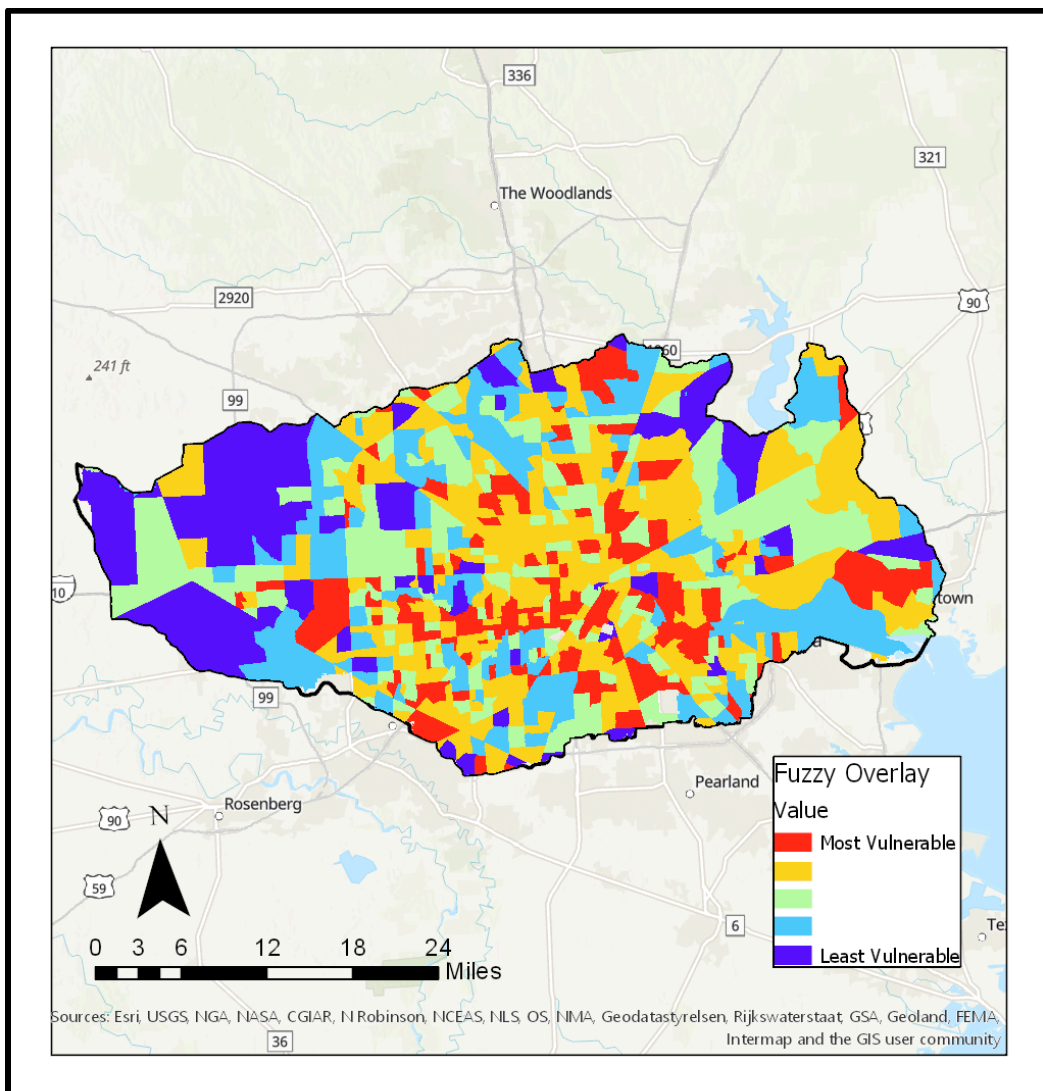 336
321
The Woodlands
2920
90
241 ft
1960
99
10
town
99
Pearland
Rosenberg
90
N
59
6
Fuzzy Overlay
Value
Most Vulnerable
Least Vulnerable
0 3 6 12 18 24
Miles
Sources: Esri, USGS, NGA, NASA, CGIAR, N Robinson, NCEAS, NLS, OS, NMA, Geodatastyrelsen, Rijkswaterstaat, GSA, Geoland, FEMA,
Intermap and the GIS user community
36